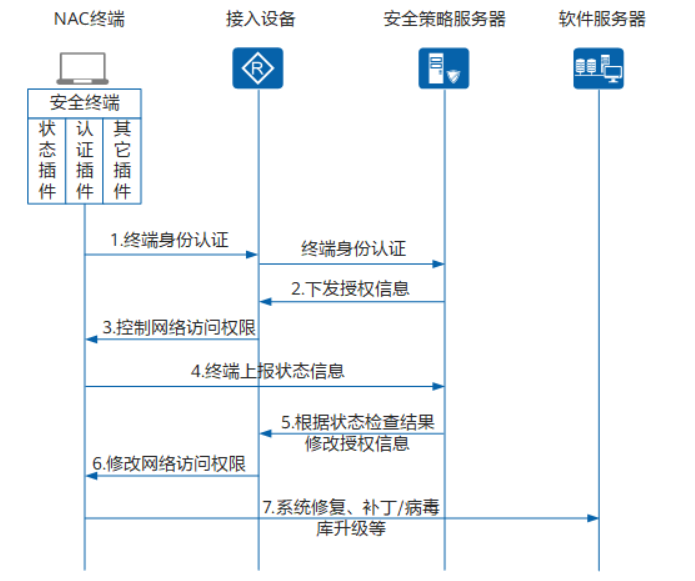 NAC终端
接入设备
安全策略服务器
软件服务器
R
安全终端
状态插件
认证插件
其它插件
1.终端身份认证
终端身份认证
2.下发授权信息
3.控制网络访问权限
4.终端上报状态信息
5.根据状态检查结果
修改授权信息
6.修改网络访问权限
7.系统修复、补丁/病毒
库升级等